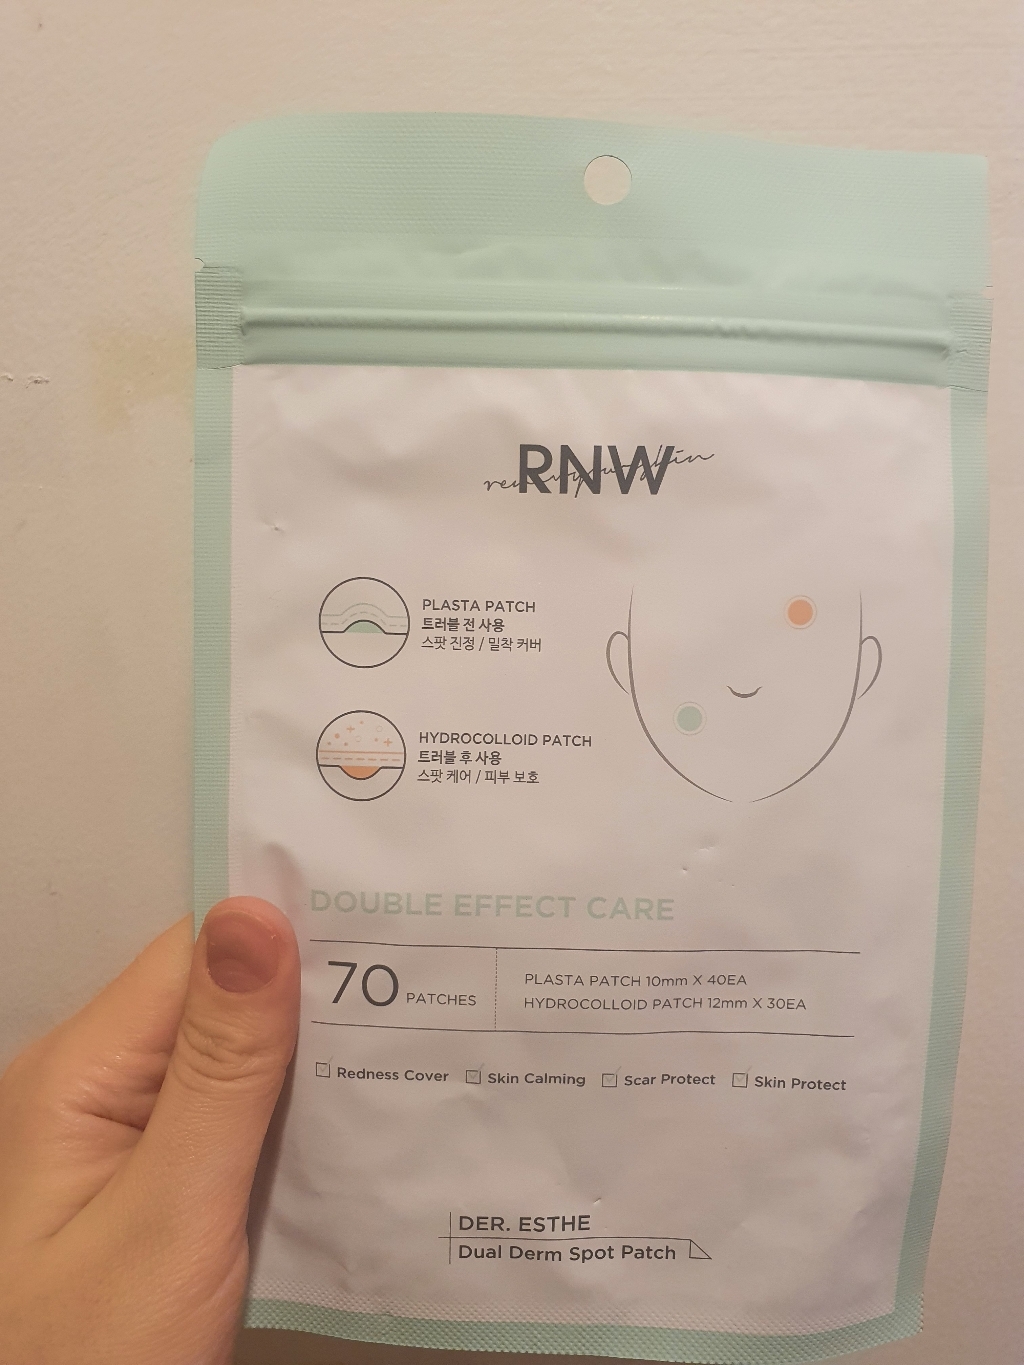 RNW
renewyourskin
PLASTA PATCH
트러블 전 사용
스팟 진정 / 밀착 커버
HYDROCOLLOID PATCH
트러블 후 사용
스팟 케어 / 피부 보호
DOUBLE EFFECT CARE
70 PATCHES
PLASTA PATCH 10mm X 40EA
HYDROCOLLOID PATCH 12mm X 30EA
Redness Cover Skin Calming Scar Protect Skin Protect
DER. ESTHE
Dual Derm Spot Patch